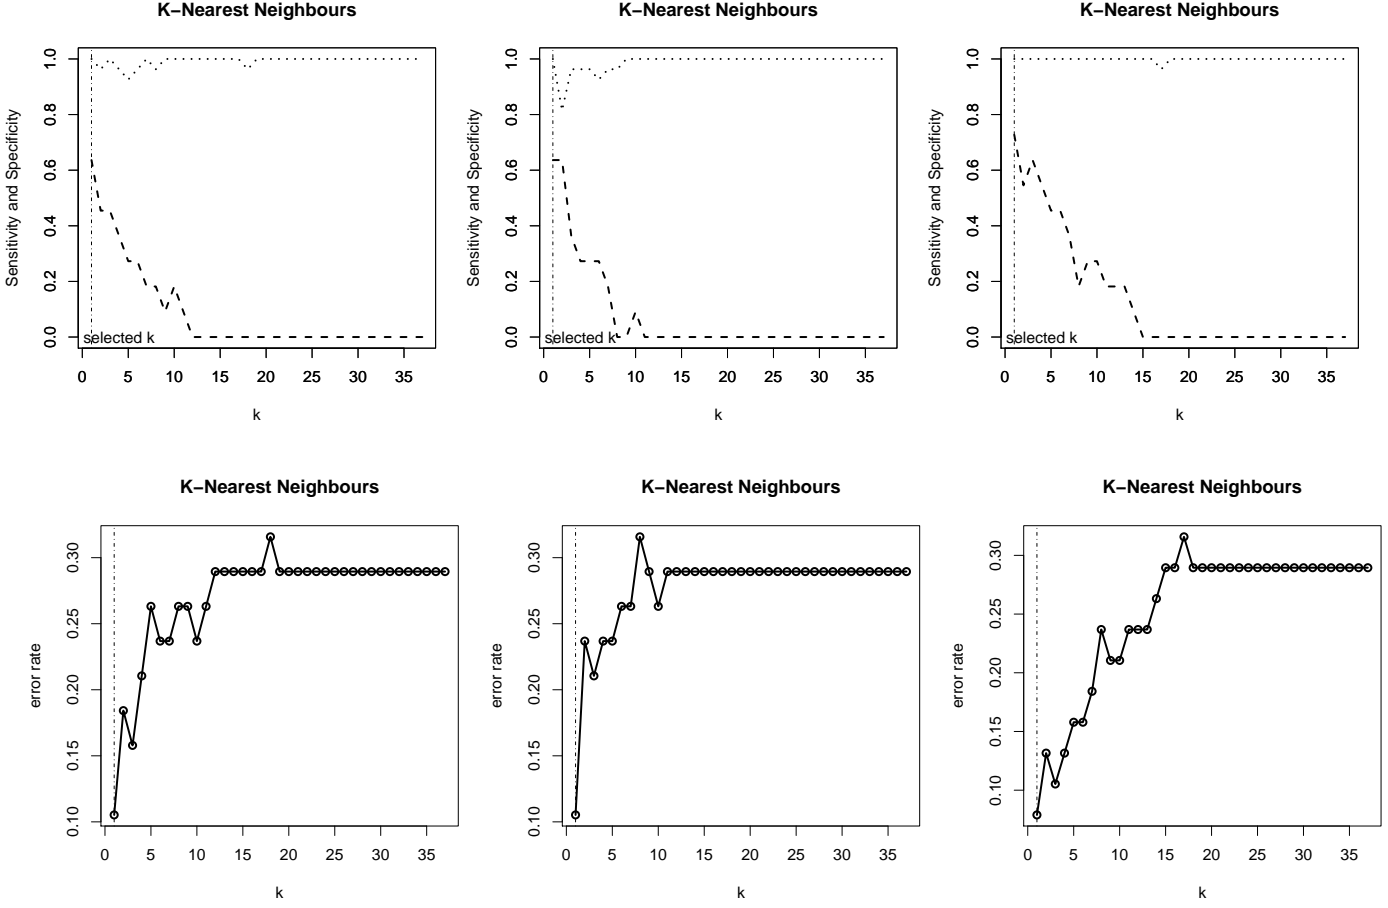 K−Nearest Neighbours
Sensitivity and Specificity
0.0 0.2 0.4 0.6 0.8 1.0
selected k
0 5 10 15 20 25 30 35
k
K−Nearest Neighbours
Sensitivity and Specificity
0.0 0.2 0.4 0.6 0.8 1.0
selected k
0 5 10 15 20 25 30 35
k
K−Nearest Neighbours
Sensitivity and Specificity
0.0 0.2 0.4 0.6 0.8 1.0
selected k
0 5 10 15 20 25 30 35
k
K−Nearest Neighbours
error rate
0.10 0.15 0.20 0.25 0.30
0 5 10 15 20 25 30 35
k
K−Nearest Neighbours
error rate
0.10 0.15 0.20 0.25 0.30
0 5 10 15 20 25 30 35
k
K−Nearest Neighbours
error rate
0.10 0.15 0.20 0.25 0.30
0 5 10 15 20 25 30 35
k